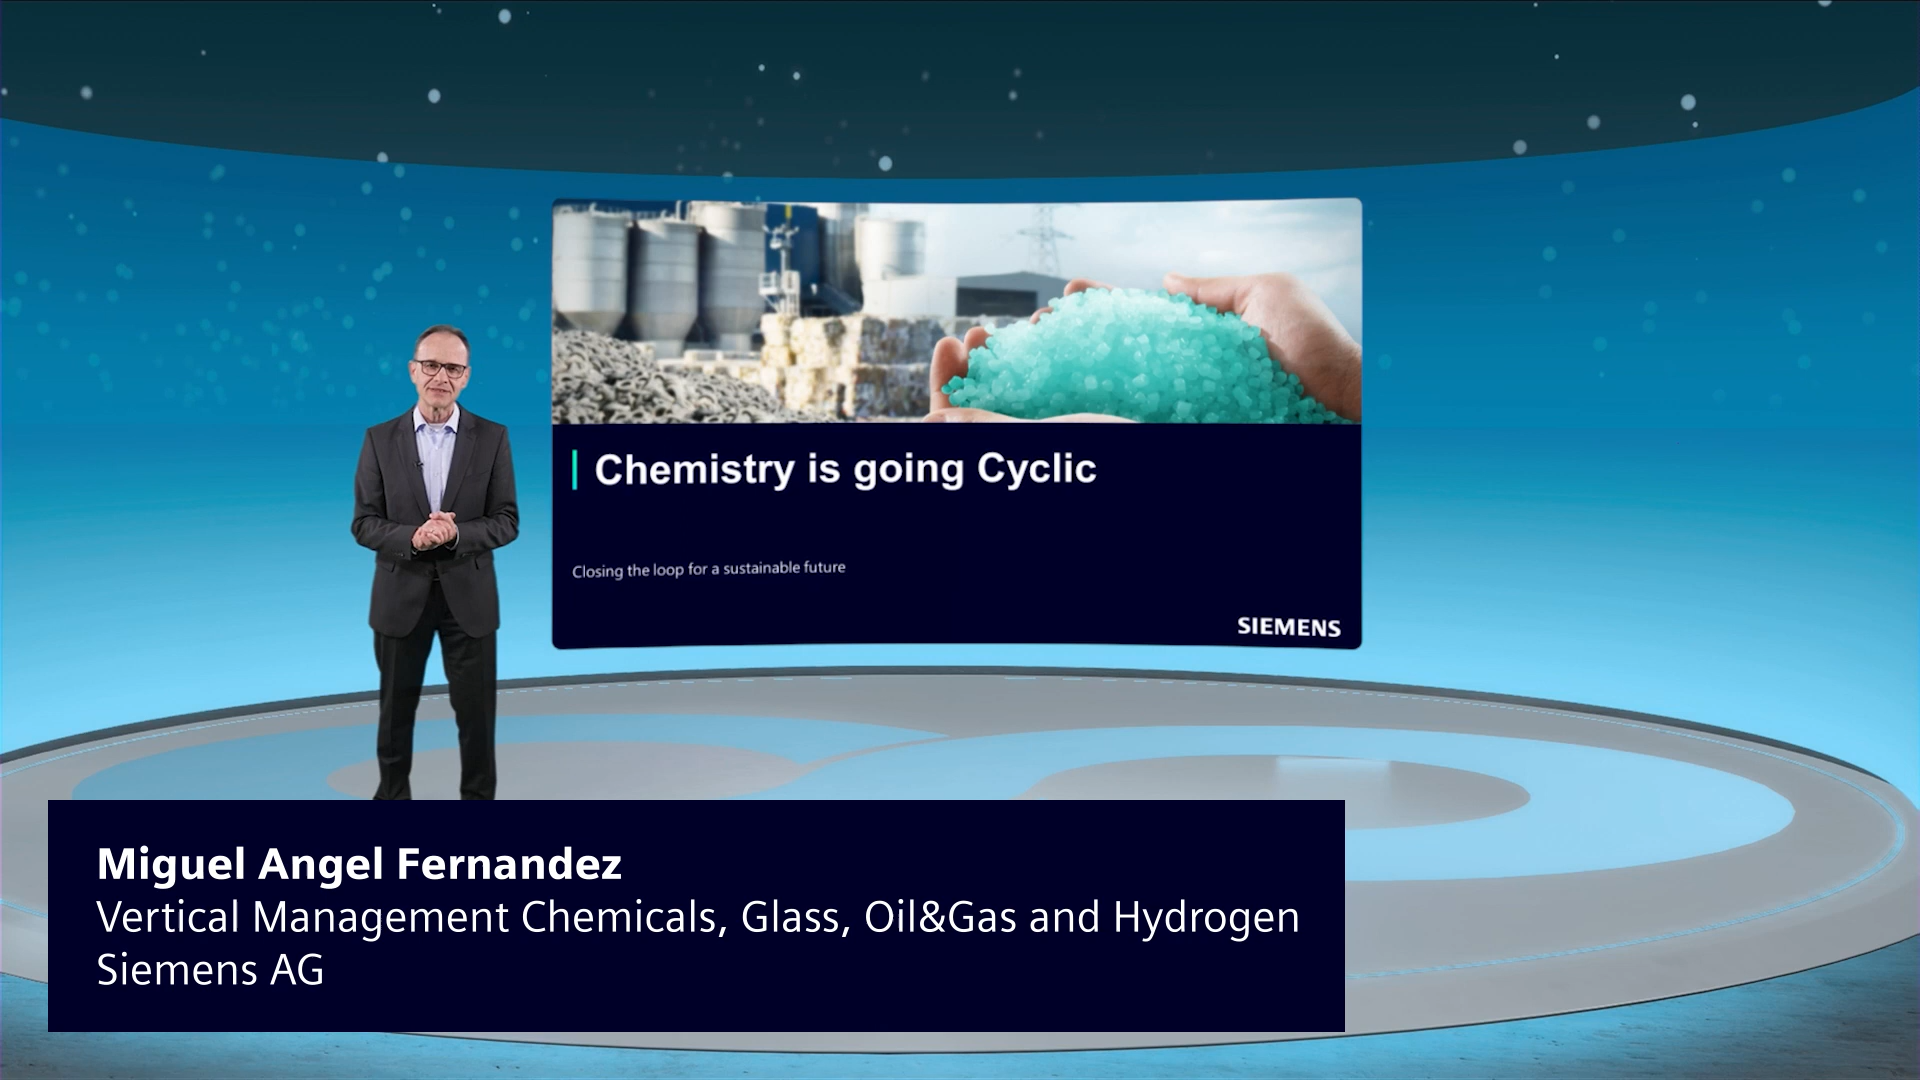 Chemistry is going Cyclic
Closing the loop for a sustainable future
SIEMENS
Miguel Angel Fernandez
Vertical Management Chemicals, Glass, Oil&Gas and Hydrogen
Siemens AG